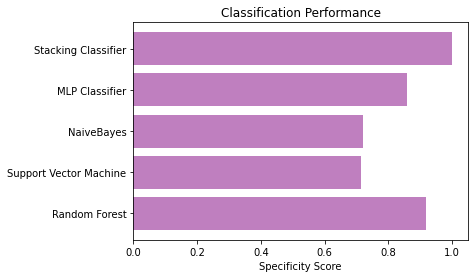 Classification Performance
Stacking Classifier
MLP Classifier
NaiveBayes
Support Vector Machine
Random Forest
0.0 0.2 0.4 0.6 0.8 1.0
Specificity Score